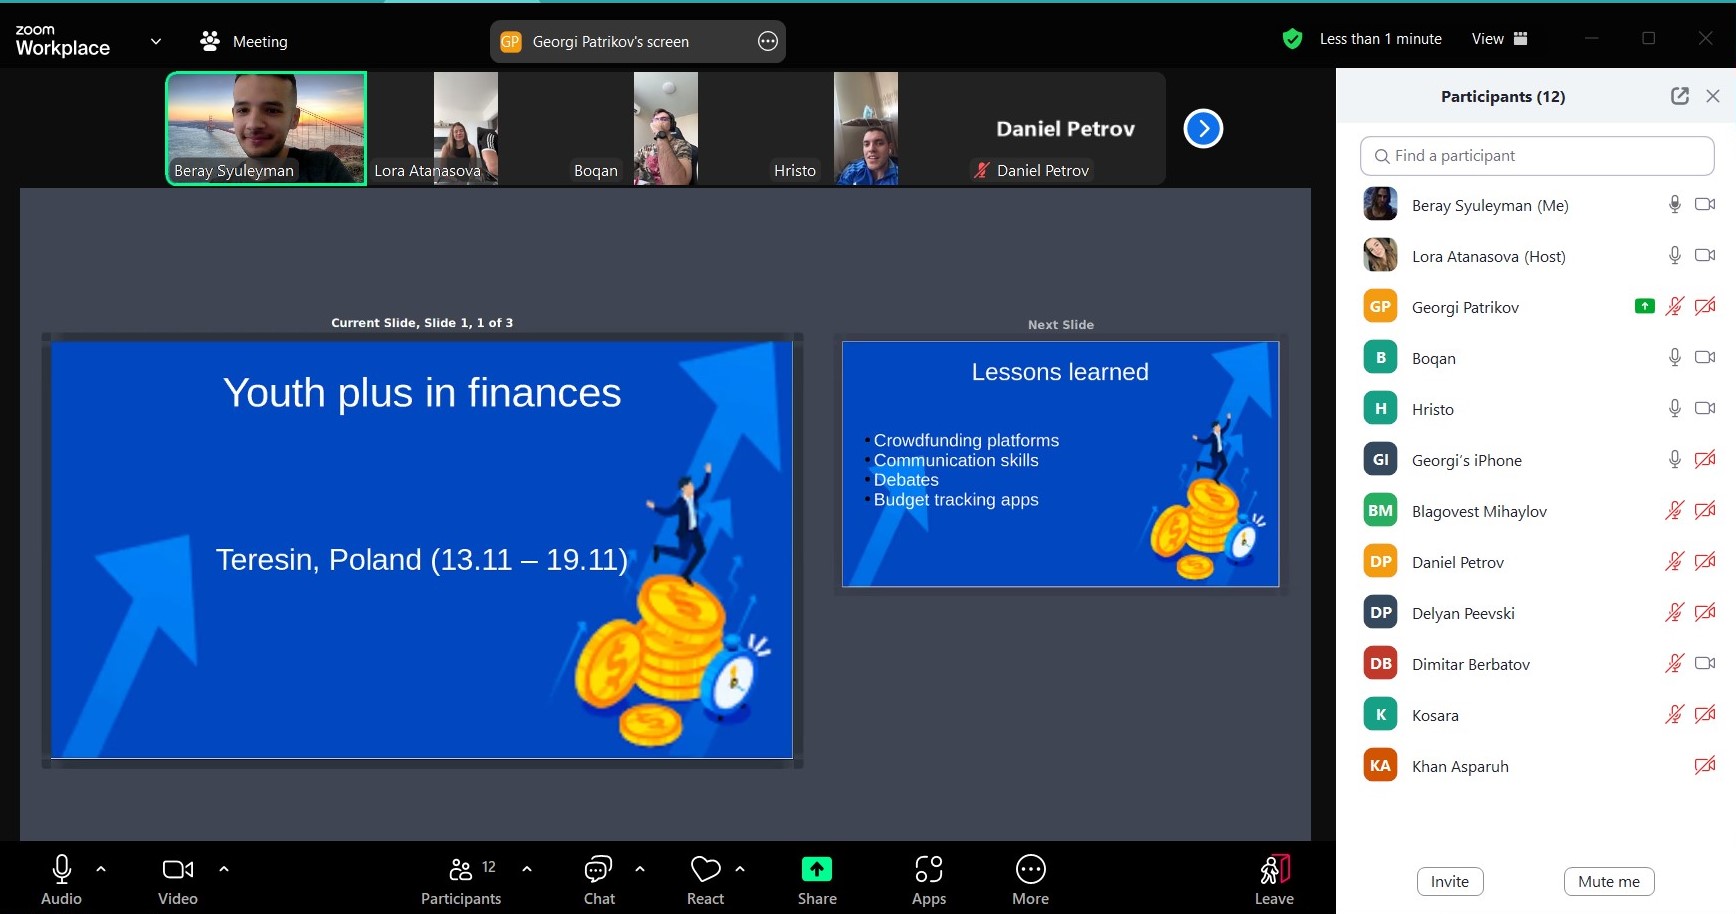 zoom
Workplace
Meeting
GP Georgi Patrikov's screen
Less than 1 minute
View
Beray Syuleyman
Lora Atanasova
Boqan
Hristo
Daniel Petrov
Daniel Petrov
Current Slide, Slide 1, 1 of 3
Youth plus in finances
Teresin, Poland (13.11 – 19.11)
Next Slide
Lessons learned
• Crowdfunding platforms
• Communication skills
• Debates
• Budget tracking apps
Participants (12)
Find a participant
Beray Syuleyman (Me)
Lora Atanasova (Host)
GP Georgi Patrikov
B Boqan
H Hristo
GI Georgi’s iPhone
BM Blagovest Mihaylov
DP Daniel Petrov
DP Delyan Peevski
DB Dimitar Berbatov
K Kosara
KA Khan Asparuh
Invite
Mute me
Audio
Video
12
Participants
Chat
React
Share
Apps
More
Leave